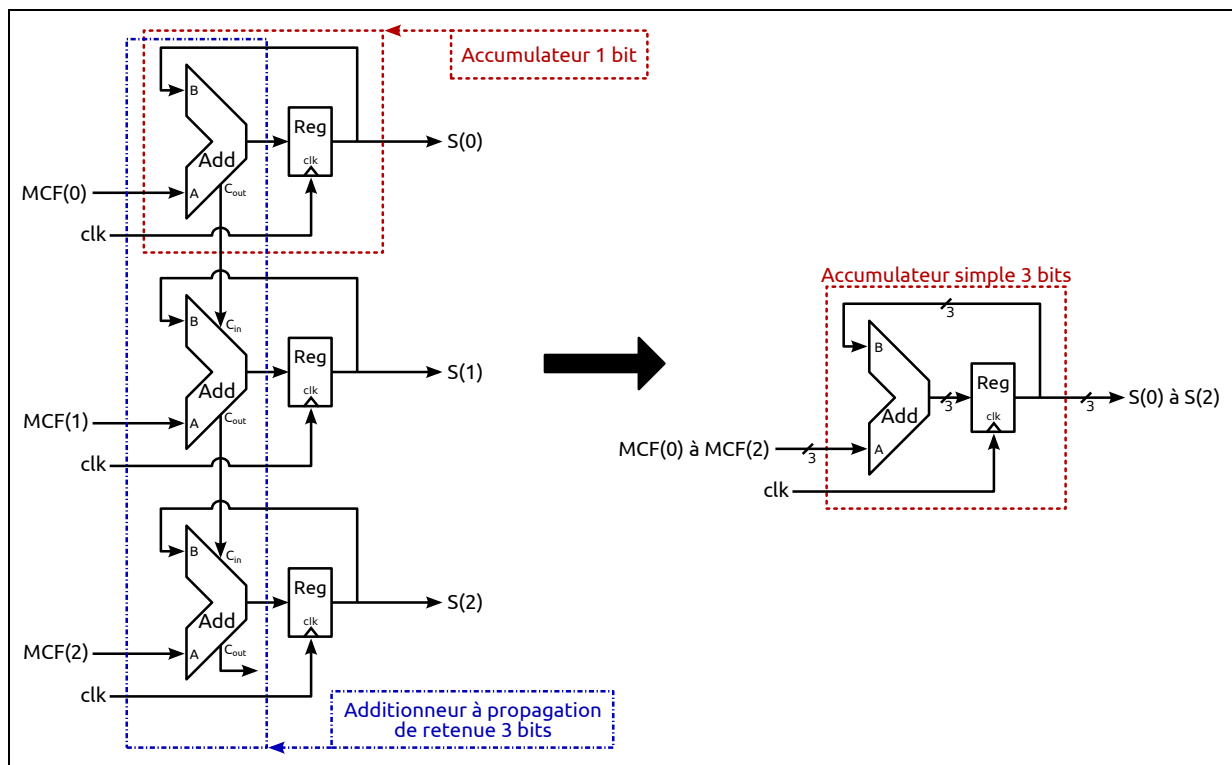 Accumulateur 1 bit
B
Reg
clk
S(0)
Add
A
MCF(0)
Cout
clk
B
Cin
Reg
clk
S(1)
Add
A
MCF(1)
Cout
clk
B
Cin
Reg
clk
S(2)
Add
A
MCF(2)
Cout
clk
Additionneur à propagation
de retenue 3 bits
Accumulateur simple 3 bits
3
B
Reg
clk
Add
3
3
S(0) à S(2)
MCF(0) à MCF(2)
3
A
clk